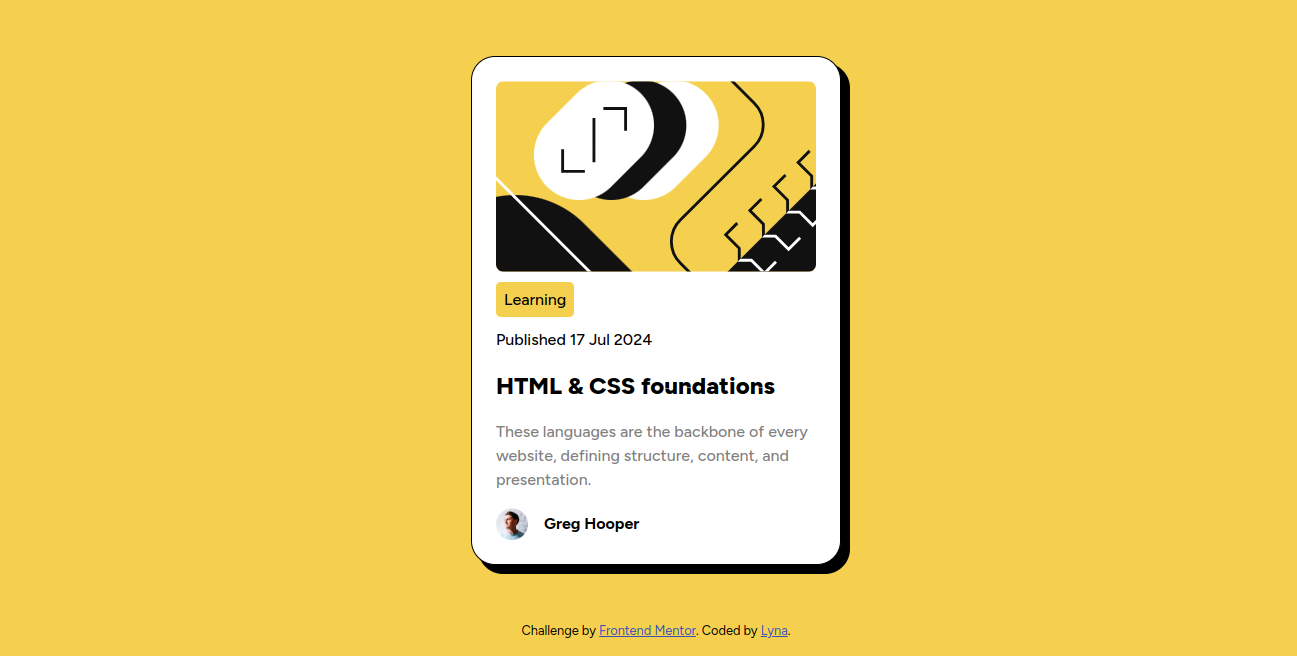 Learning
Published 17 Jul 2024
HTML & CSS foundations
These languages are the backbone of every
website, defining structure, content, and
presentation.
Greg Hooper
Challenge by Frontend Mentor. Coded by Lyna.